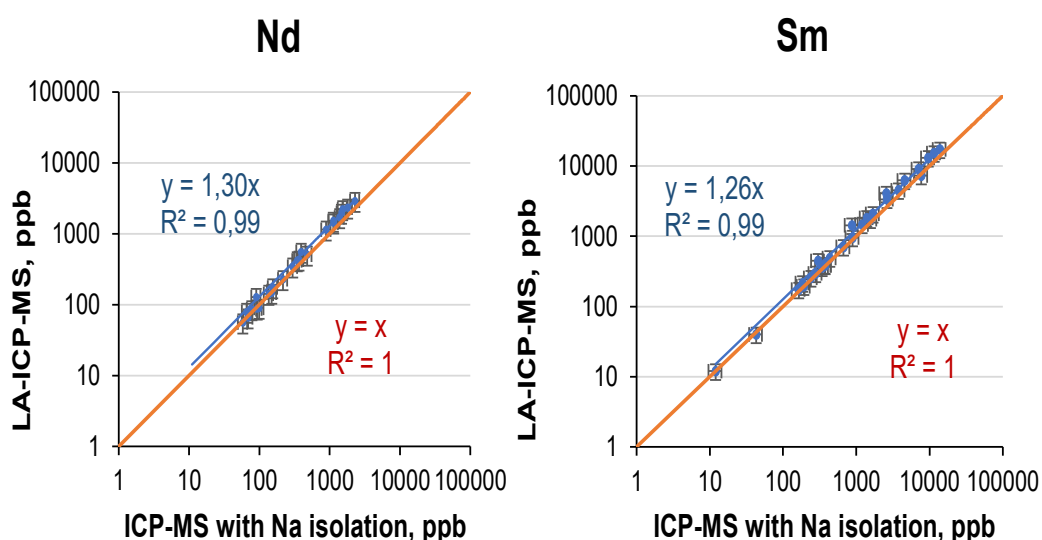 Nd
LA-ICP-MS, ppb
100000
10000
1000
100
10
1
y = 1,30x
R² = 0,99
y = x
R² = 1
1 10 100 1000 10000 100000
ICP-MS with Na isolation, ppb
Sm
LA-ICP-MS, ppb
100000
10000
1000
100
10
1
y = 1,26x
R² = 0,99
y = x
R² = 1
1 10 100 1000 10000 100000
ICP-MS with Na isolation, ppb